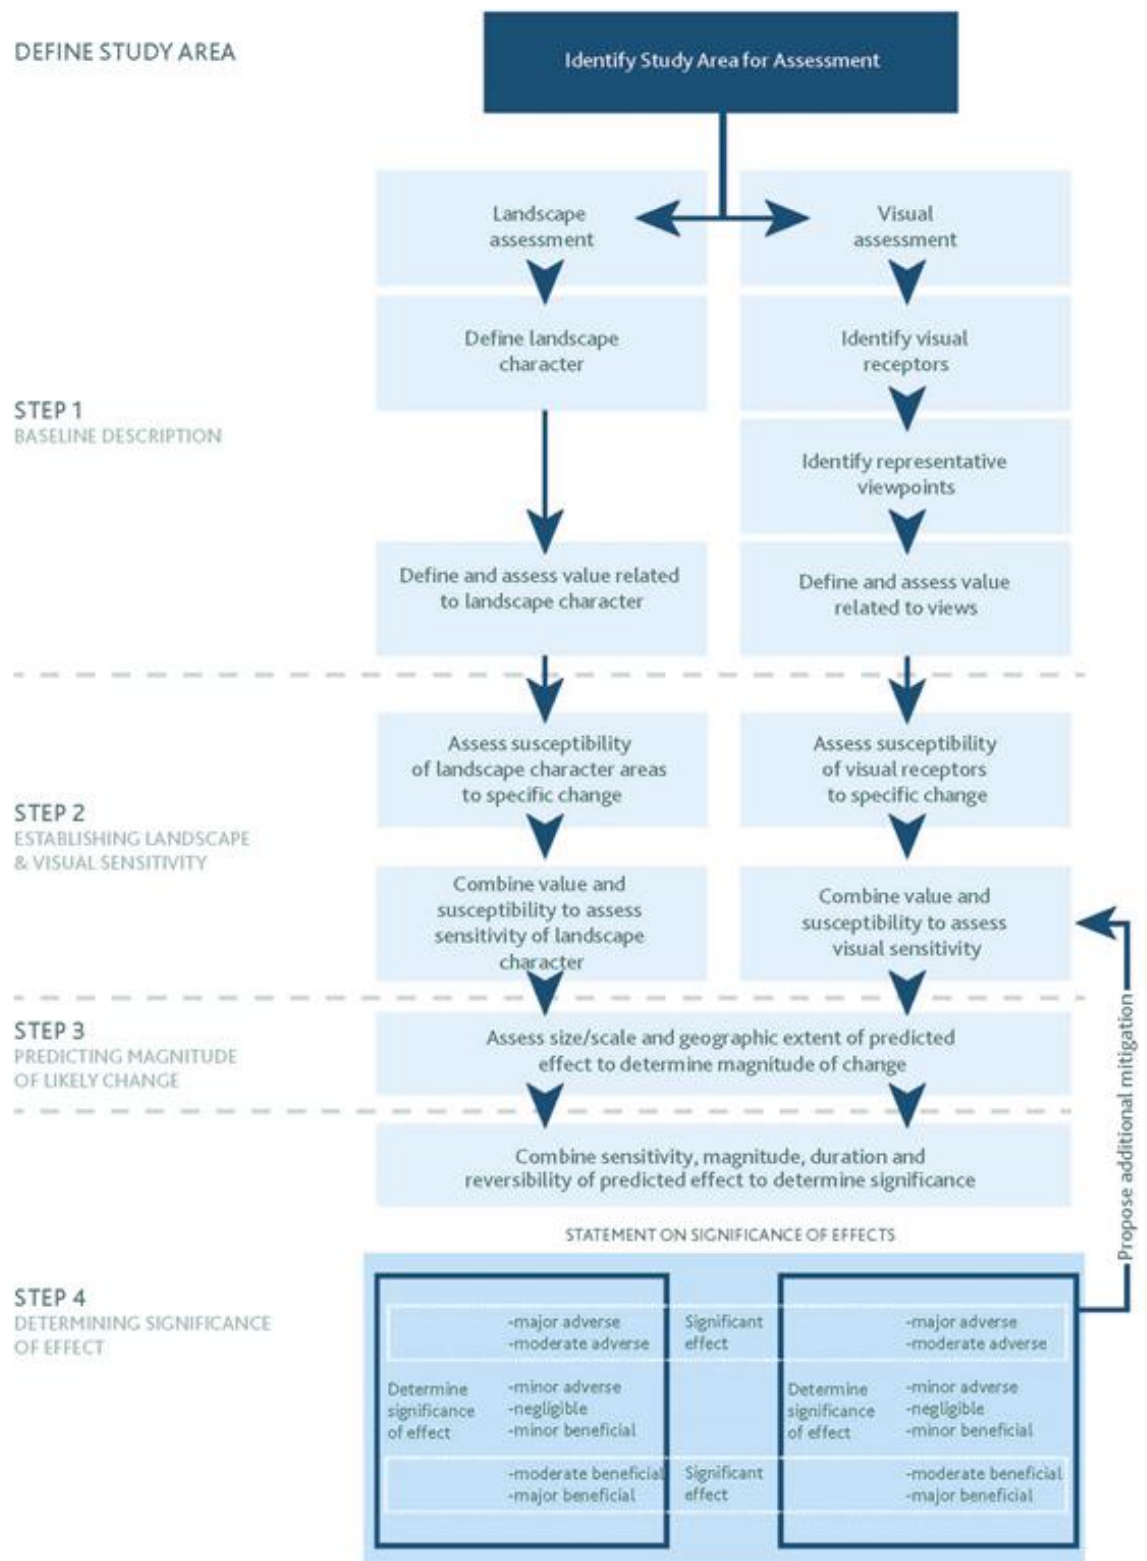 DEFINE STUDY AREA
Identify Study Area for Assessment
Landscape
assessment
Visual
assessment
Define landscape
character
Identify visual
receptors
STEP 1
BASELINE DESCRIPTION
Identify representative
viewpoints
Define and assess value related
to landscape character
Define and assess value
related to views
STEP 2
ESTABLISHING LANDSCAPE
& VISUAL SENSITIVITY
Assess susceptibility
of landscape character areas
to specific change
Assess susceptibility
of visual receptors
to specific change
Combine value and
susceptibility to assess
sensitivity of landscape
character
Combine value and
susceptibility to assess
visual sensitivity
STEP 3
PREDICTING MAGNITUDE
OF LIKELY CHANGE
Assess size/scale and geographic extent of predicted
effect to determine magnitude of change
Combine sensitivity, magnitude, duration and
reversibility of predicted effect to determine significance
Propose additional mitigation
STATEMENT ON SIGNIFICANCE OF EFFECTS
STEP 4
DETERMINING SIGNIFICANCE
OF EFFECT
-major adverse
-moderate adverse
Significant
effect
-major adverse
-moderate adverse
Determine
significance
of effect
-minor adverse
-negligible
-minor beneficial
Determine
significance
of effect
-minor adverse
-negligible
-minor beneficial
-moderate beneficial
-major beneficial
Significant
effect
-moderate beneficial
-major beneficial